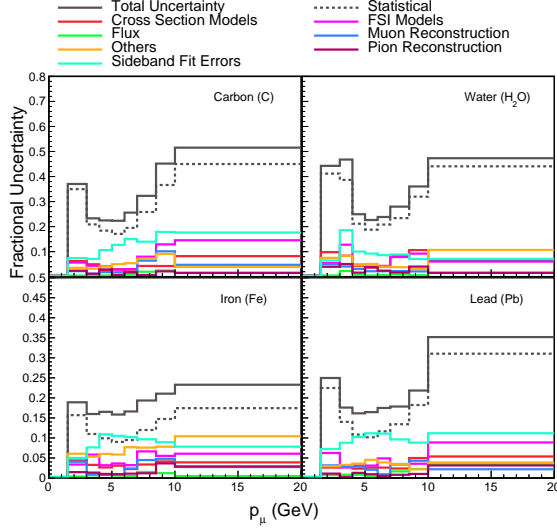 Total Uncertainty
Statistical
Cross Section Models
FSI Models
Flux
Muon Reconstruction
Others
Pion Reconstruction
Sideband Fit Errors
Fractional Uncertainty
0.8
0.7
0.6
0.5
0.4
0.3
0.2
0.1
Carbon (C)
Water (H₂O)
0.5
0.45
0.4
0.35
0.3
0.25
0.2
0.15
0.1
0.05
0
Iron (Fe)
Lead (Pb)
0 5 10 15 20
0 5 10 15 20
p_μ (GeV)